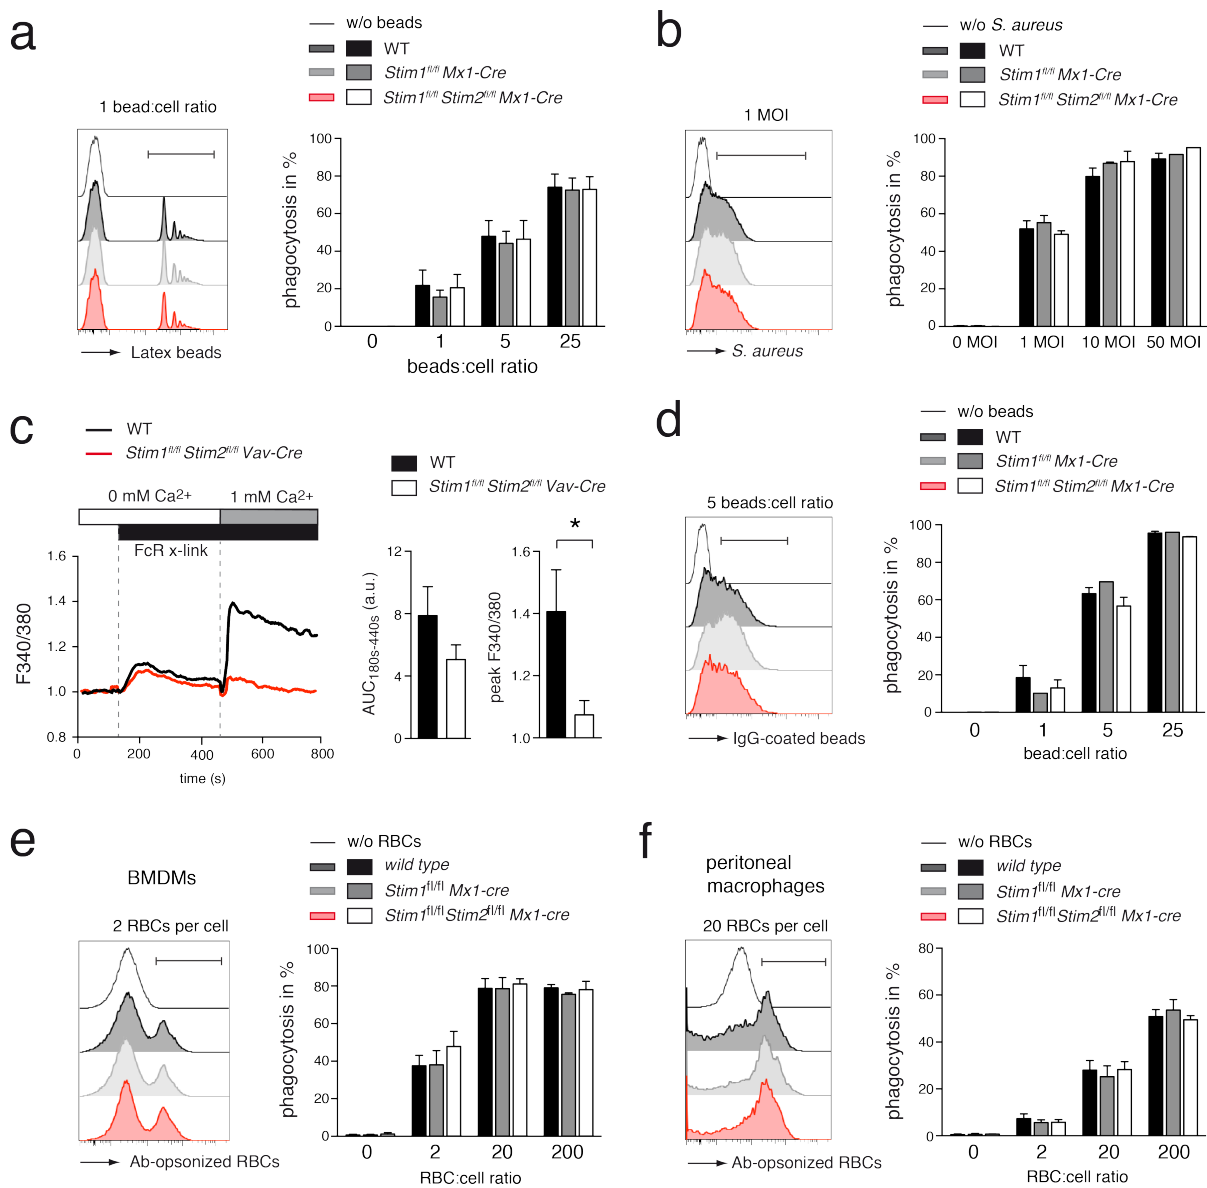 a
w/o beads
WT
Stim1fl/fl Mx1-Cre
Stim1fl/fl Stim2fl/fl Mx1-Cre
1 bead:cell ratio
Latex beads
phagocytosis in %
100
80
60
40
20
0
0 1 5 25
beads:cell ratio
b
w/o S. aureus
WT
Stim1fl/fl Mx1-Cre
Stim1fl/fl Stim2fl/fl Mx1-Cre
1 MOI
S. aureus
phagocytosis in %
100
80
60
40
20
0
0 MOI 1 MOI 10 MOI 50 MOI
c
WT
Stim1fl/fl Stim2fl/fl Vav-Cre
0 mM Ca2+ 1 mM Ca2+
FcR x-link
F340/380
1.6
1.4
1.2
1.0
0.8
0 200 400 600 800
time (s)
WT
Stim1fl/fl Stim2fl/fl Vav-Cre
AUC180s-440s (a.u.)
12
8
4
0
*
peak F340/380
1.6
1.4
1.2
1.0
d
w/o beads
WT
Stim1fl/fl Mx1-Cre
Stim1fl/fl Stim2fl/fl Mx1-Cre
5 beads:cell ratio
IgG-coated beads
phagocytosis in %
100
80
60
40
20
0
0 1 5 25
bead:cell ratio
e
w/o RBCs
wild type
Stim1fl/fl Mx1-cre
Stim1fl/fl Stim2fl/fl Mx1-cre
BMDMs
2 RBCs per cell
Ab-opsonized RBCs
phagocytosis in %
100
80
60
40
20
0
0 2 20 200
RBC:cell ratio
f
w/o RBCs
wild type
Stim1fl/fl Mx1-cre
Stim1fl/fl Stim2fl/fl Mx1-cre
peritoneal
macrophages
20 RBCs per cell
Ab-opsonized RBCs
phagocytosis in %
80
60
40
20
0
0 2 20 200
RBC:cell ratio